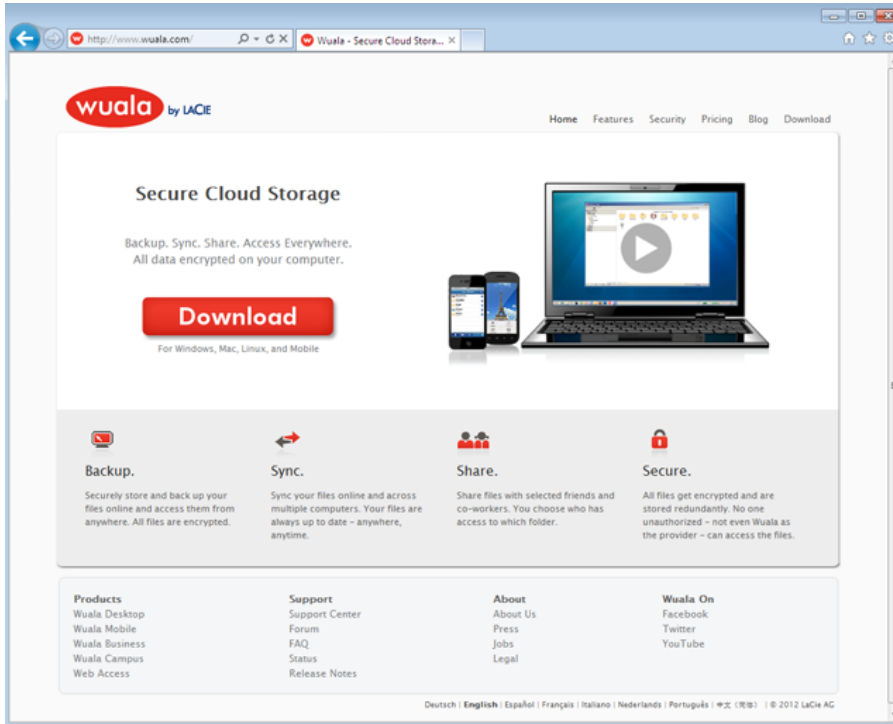 http://www.wuala.com/
Wuala - Secure Cloud Stora...
wuala by LACIE
Home Features Security Pricing Blog Download
Secure Cloud Storage
Backup. Sync. Share. Access Everywhere.
All data encrypted on your computer.
Download
For Windows, Mac, Linux, and Mobile
Backup.
Securely store and back up your
files online and access them from
anywhere. All files are encrypted.
Sync.
Sync your files online and across
multiple computers. Your files are
always up to date – anywhere,
anytime.
Share.
Share files with selected friends and
co-workers. You choose who has
access to which folder.
Secure.
All files get encrypted and are
stored redundantly. No one
unauthorized – not even Wuala as
the provider – can access the files.
Products
Wuala Desktop
Wuala Mobile
Wuala Business
Wuala Campus
Web Access
Support
Support Center
Forum
FAQ
Status
Release Notes
About
About Us
Press
Jobs
Legal
Wuala On
Facebook
Twitter
YouTube
Deutsch | English | Español | Français | Italiano | Nederlands | Português | 中文 | © 2012 LaCie AG